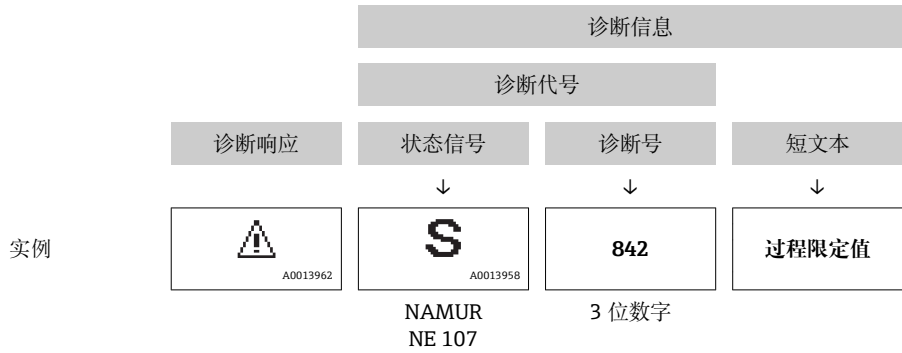 诊断信息
诊断代号
诊断响应 状态信号 诊断号 短文本
↓ ↓ ↓
实例 S 842 过程限定值
A0013962 A0013958
NAMUR 3 位数字
NE 107